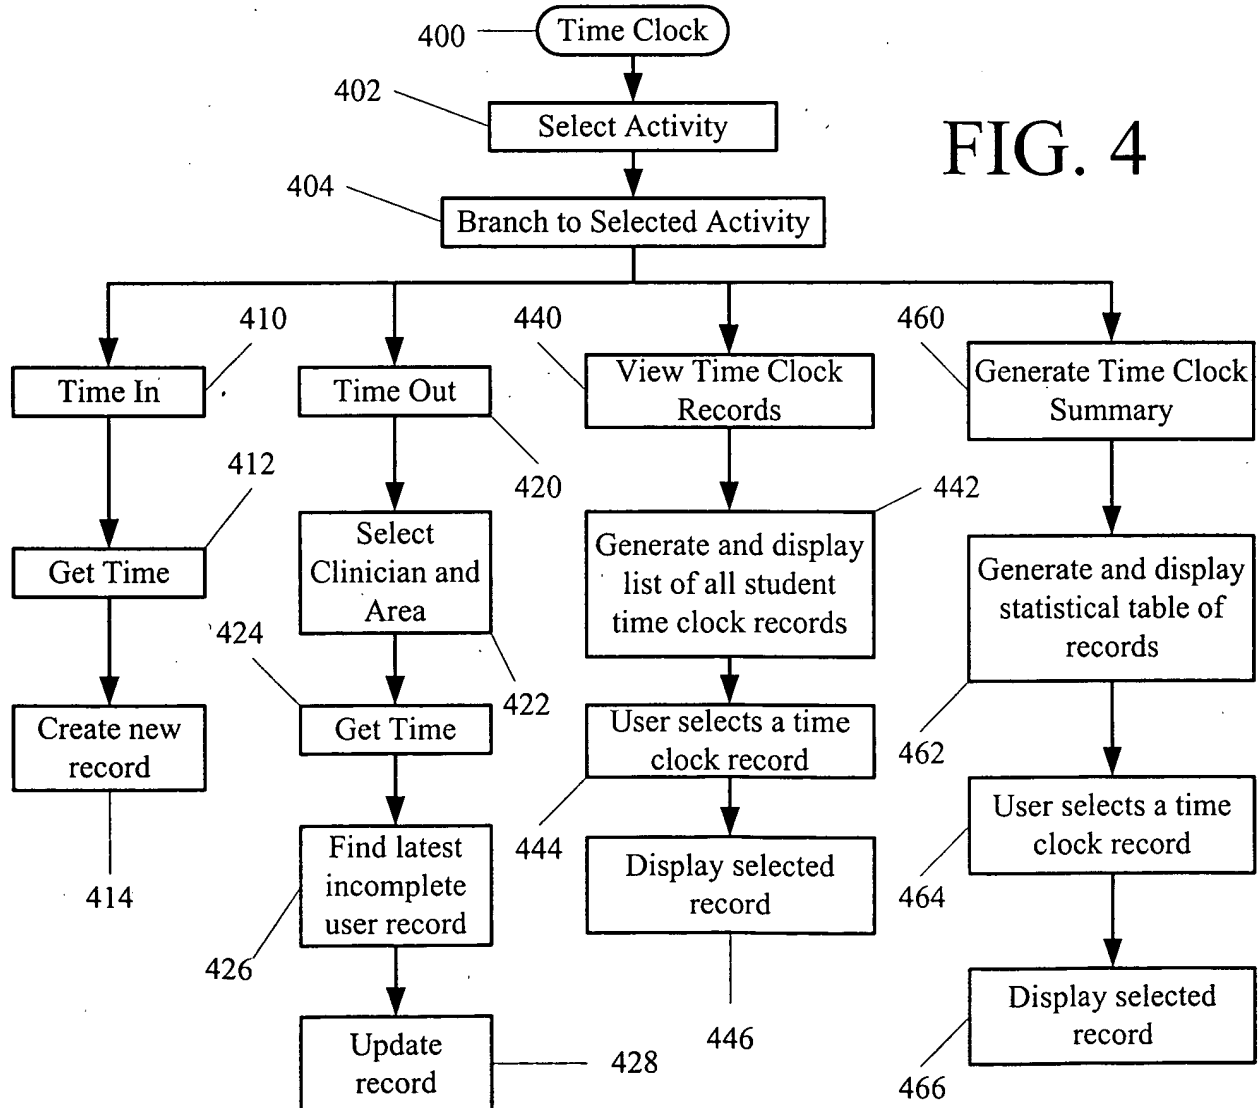 400
Time Clock
402
Select Activity
FIG. 4
404
Branch to Selected Activity
410
Time In
412
Get Time
Create new
record
414
Time Out
420
Select
Clinician and
Area
422
424
Get Time
Find latest
incomplete
user record
426
Update
record
428
440
View Time Clock
Records
442
Generate and display
list of all student
time clock records
User selects a time
clock record
444
Display selected
record
446
460
Generate Time Clock
Summary
Generate and display
statistical table of
records
462
User selects a time
clock record
464
Display selected
record
466